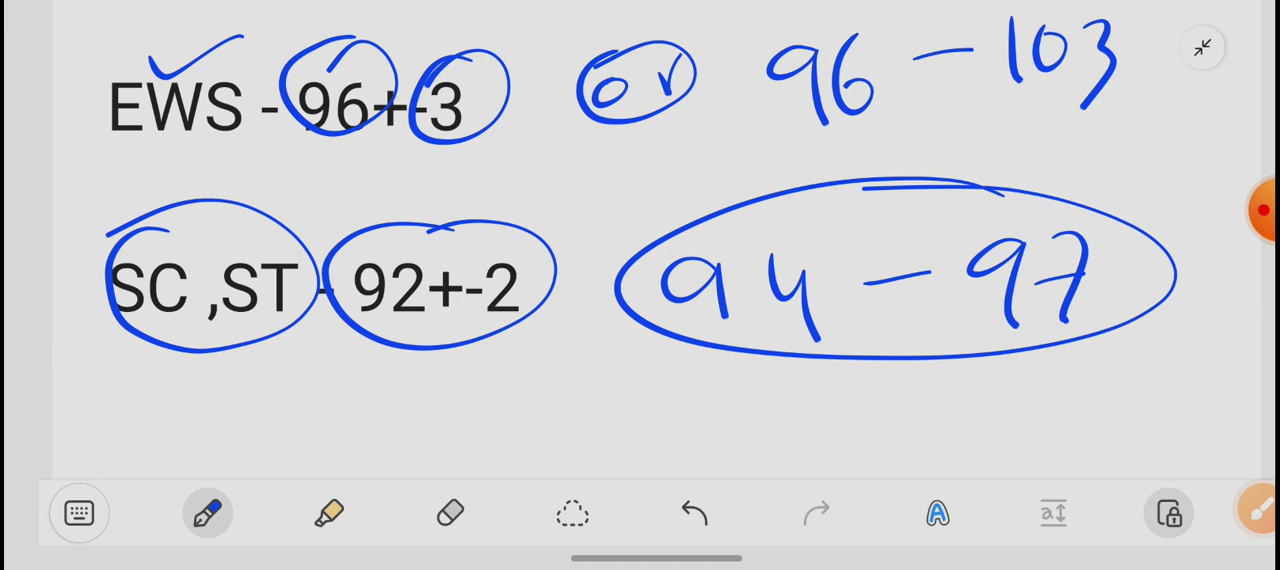 EWS - 96+-3 or 96 - 103
SC ,ST - 92+-2 94 - 97